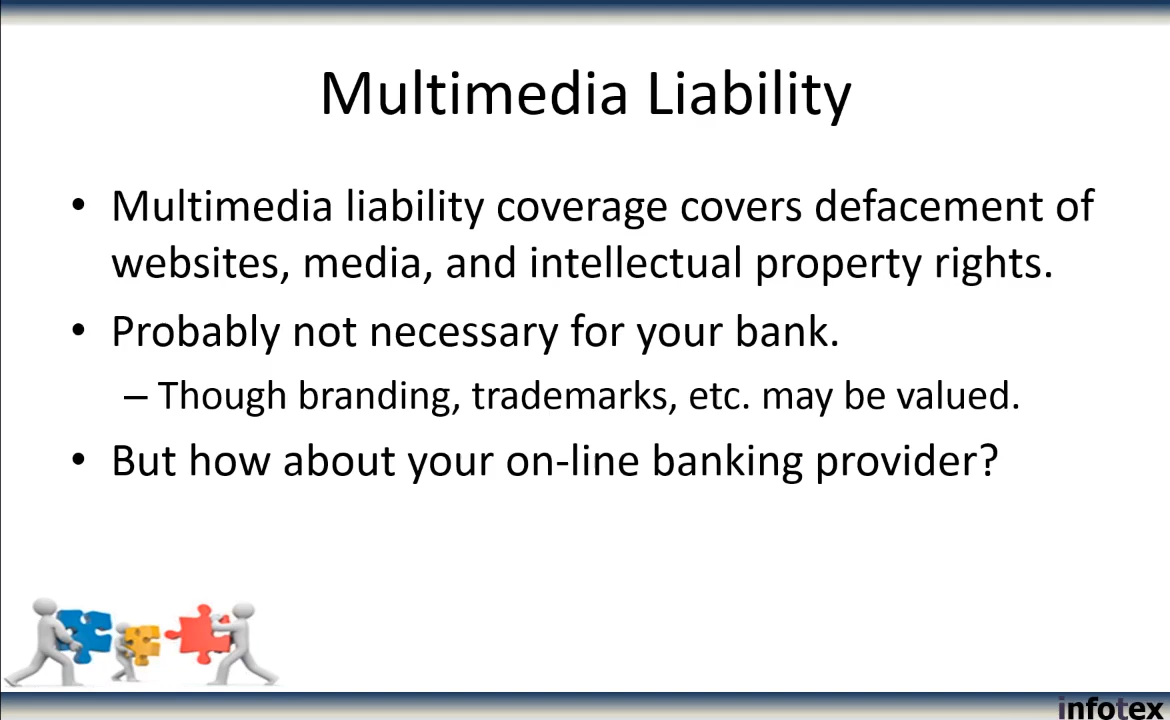 Multimedia Liability
• Multimedia liability coverage covers defacement of
websites, media, and intellectual property rights.
• Probably not necessary for your bank.
– Though branding, trademarks, etc. may be valued.
• But how about your on-line banking provider?
infotex